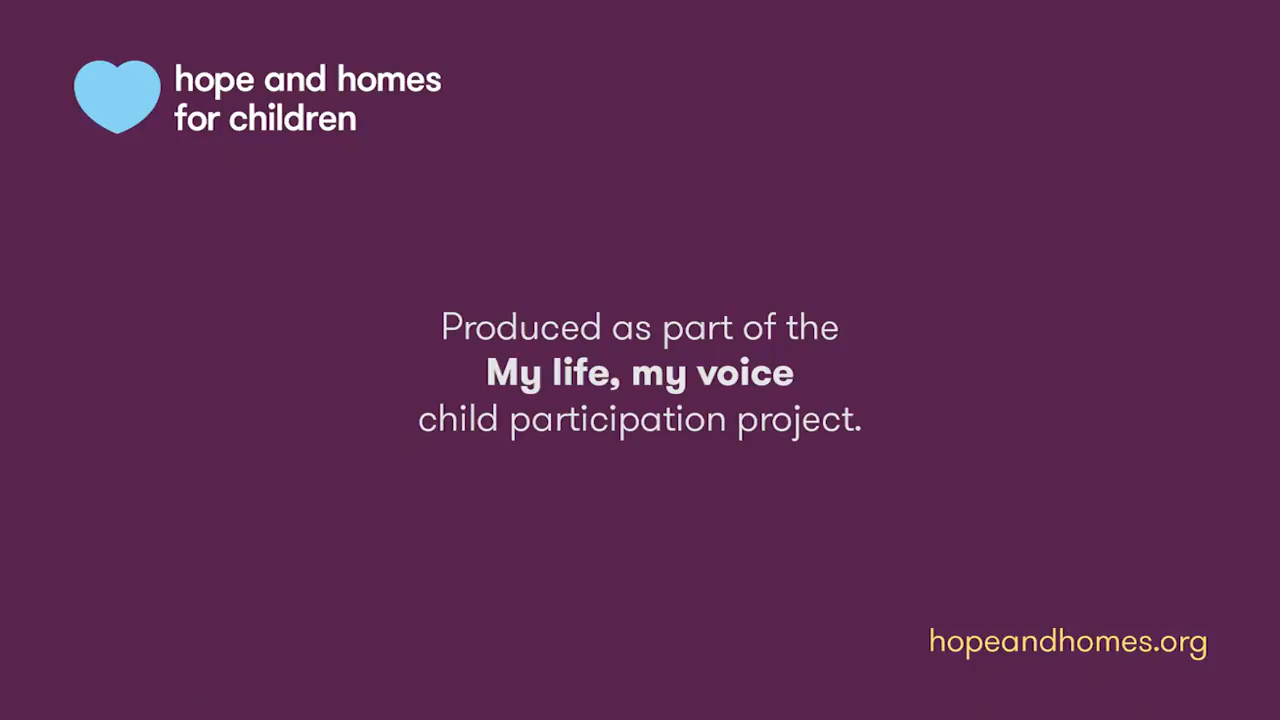 hope and homes
for children
Produced as part of the
My life, my voice
child participation project.
hopeandhomes.org